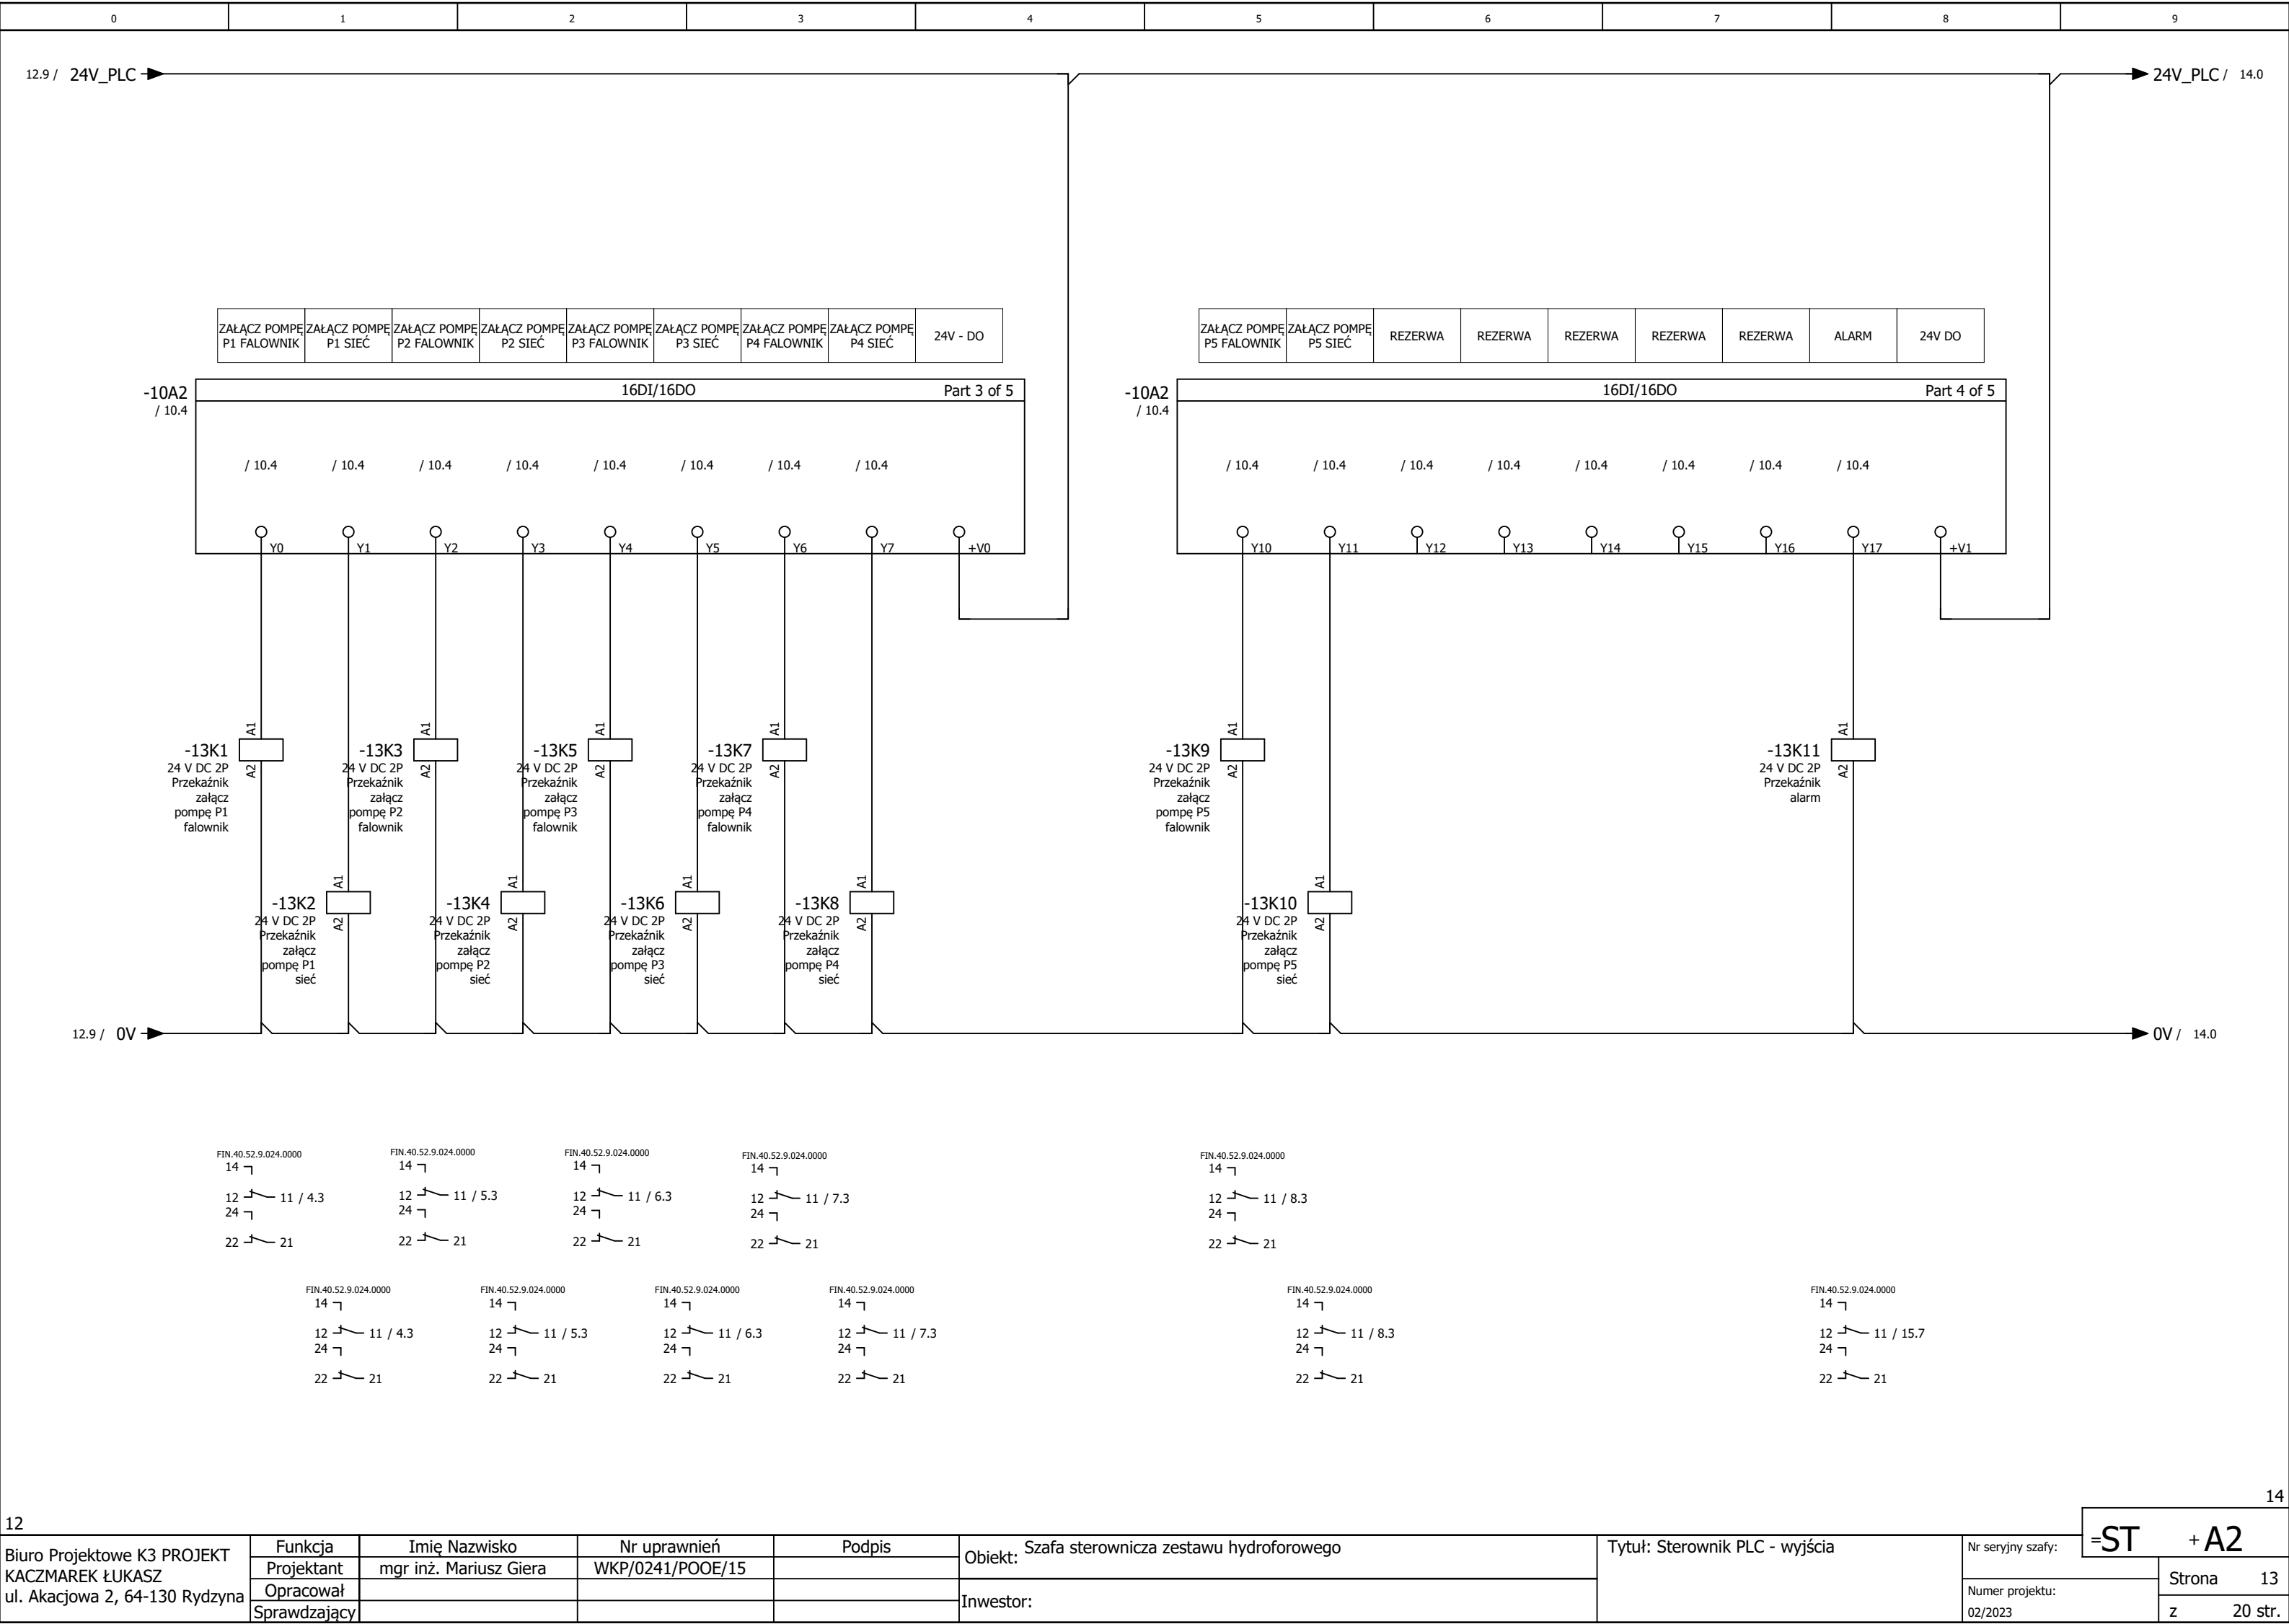 0 1 2 3 4 5 6 7 8 9
12.9 / 24V_PLC
24V_PLC / 14.0
ZAŁĄCZ POMPĘ P1 FALOWNIK
ZAŁĄCZ POMPĘ P1 SIEĆ
ZAŁĄCZ POMPĘ P2 FALOWNIK
ZAŁĄCZ POMPĘ P2 SIEĆ
ZAŁĄCZ POMPĘ P3 FALOWNIK
ZAŁĄCZ POMPĘ P3 SIEĆ
ZAŁĄCZ POMPĘ P4 FALOWNIK
ZAŁĄCZ POMPĘ P4 SIEĆ
24V - DO
ZAŁĄCZ POMPĘ P5 FALOWNIK
ZAŁĄCZ POMPĘ P5 SIEĆ
REZERWA
REZERWA
REZERWA
REZERWA
REZERWA
ALARM
24V DO
-10A2
/ 10.4
16DI/16DO
Part 3 of 5
/ 10.4 / 10.4 / 10.4 / 10.4 / 10.4 / 10.4 / 10.4 / 10.4
Y0 Y1 Y2 Y3 Y4 Y5 Y6 Y7 +V0
-10A2
/ 10.4
16DI/16DO
Part 4 of 5
/ 10.4 / 10.4 / 10.4 / 10.4 / 10.4 / 10.4 / 10.4 / 10.4
Y10 Y11 Y12 Y13 Y14 Y15 Y16 Y17 +V1
-13K1
24 V DC 2P
Przekaźnik
załącz
pompę P1
falownik
A1
A2
-13K3
24 V DC 2P
Przekaźnik
załącz
pompę P2
falownik
A1
A2
-13K5
24 V DC 2P
Przekaźnik
załącz
pompę P3
falownik
A1
A2
-13K7
24 V DC 2P
Przekaźnik
załącz
pompę P4
falownik
A1
A2
-13K9
24 V DC 2P
Przekaźnik
załącz
pompę P5
falownik
A1
A2
-13K11
24 V DC 2P
Przekaźnik
alarm
A1
A2
-13K2
24 V DC 2P
Przekaźnik
załącz
pompę P1
sieć
A1
A2
-13K4
24 V DC 2P
Przekaźnik
załącz
pompę P2
sieć
A1
A2
-13K6
24 V DC 2P
Przekaźnik
załącz
pompę P3
sieć
A1
A2
-13K8
24 V DC 2P
Przekaźnik
załącz
pompę P4
sieć
A1
A2
-13K10
24 V DC 2P
Przekaźnik
załącz
pompę P5
sieć
A1
A2
12.9 / 0V
0V / 14.0
FIN.40.52.9.024.0000
14
12 11 / 4.3
24
22 21
FIN.40.52.9.024.0000
14
12 11 / 5.3
24
22 21
FIN.40.52.9.024.0000
14
12 11 / 6.3
24
22 21
FIN.40.52.9.024.0000
14
12 11 / 7.3
24
22 21
FIN.40.52.9.024.0000
14
12 11 / 8.3
24
22 21
FIN.40.52.9.024.0000
14
12 11 / 4.3
24
22 21
FIN.40.52.9.024.0000
14
12 11 / 5.3
24
22 21
FIN.40.52.9.024.0000
14
12 11 / 6.3
24
22 21
FIN.40.52.9.024.0000
14
12 11 / 7.3
24
22 21
FIN.40.52.9.024.0000
14
12 11 / 8.3
24
22 21
FIN.40.52.9.024.0000
14
12 11 / 15.7
24
22 21
12
14
Biuro Projektowe K3 PROJEKT
KACZMAREK ŁUKASZ
ul. Akacjowa 2, 64-130 Rydzyna
Funkcja Imię Nazwisko Nr uprawnień Podpis
Projektant mgr inż. Mariusz Giera WKP/0241/POOE/15
Opracował
Sprawdzający
Obiekt: Szafa sterownicza zestawu hydroforowego
Inwestor:
Tytuł: Sterownik PLC - wyjścia
Nr seryjny szafy:
Numer projektu:
02/2023
=ST +A2
Strona 13
z 20 str.